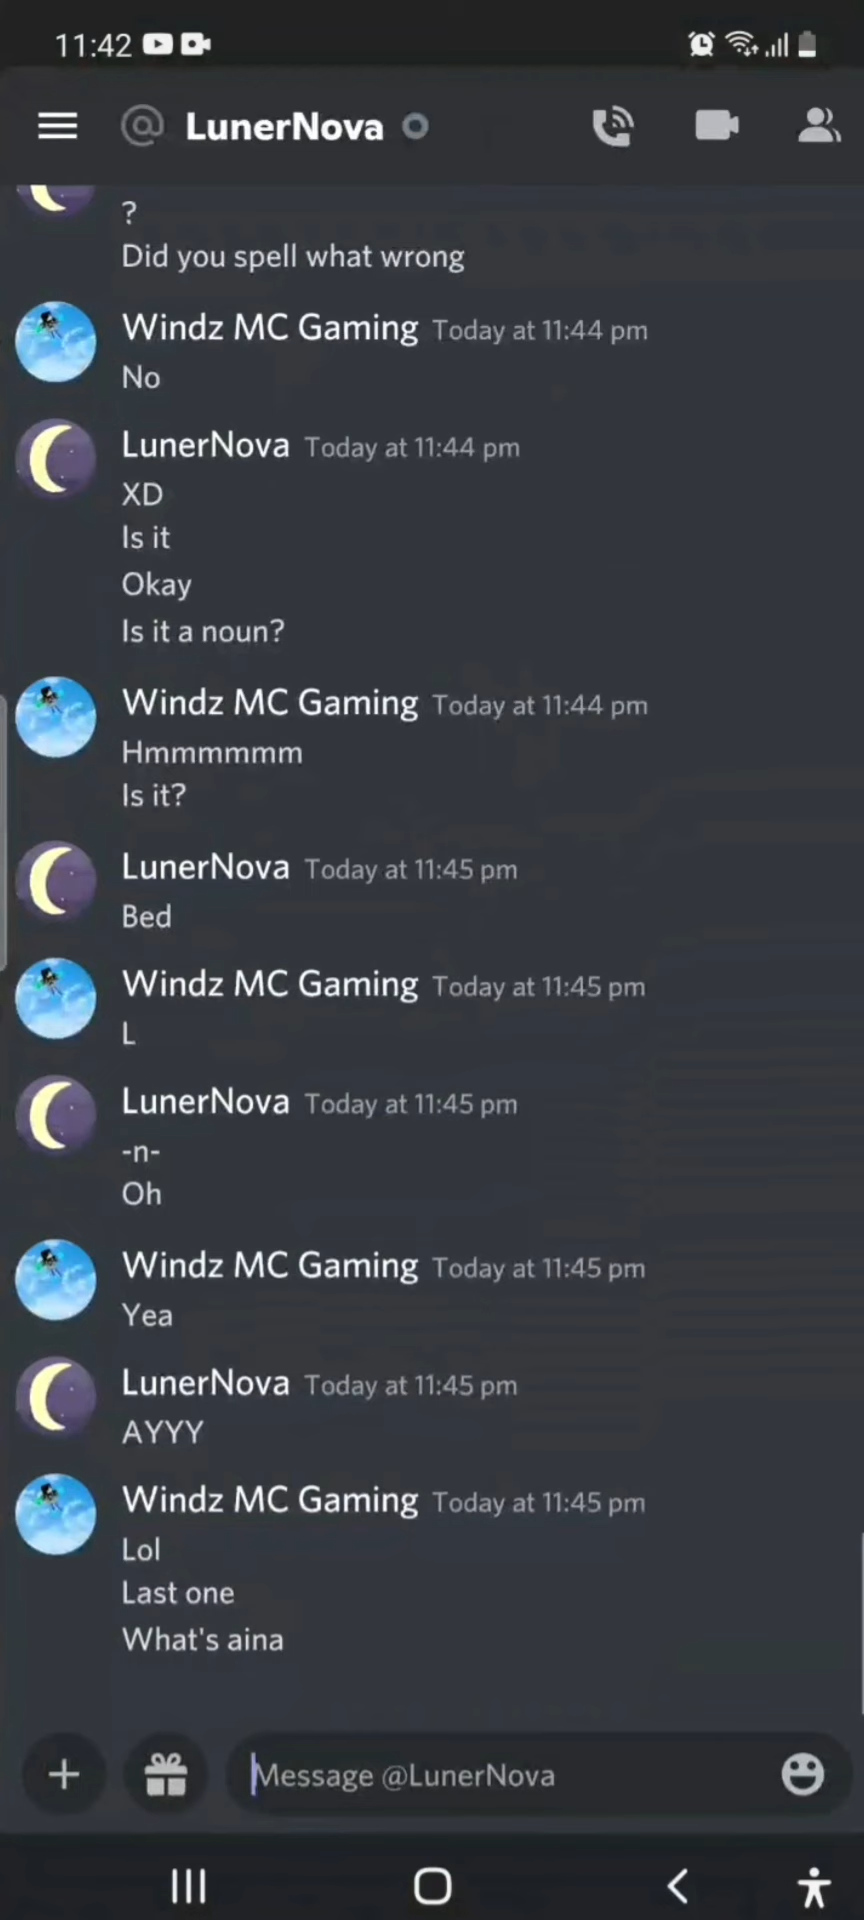 11:42
@ LunerNova
?
Did you spell what wrong
Windz MC Gaming Today at 11:44 pm
No
LunerNova Today at 11:44 pm
XD
Is it
Okay
Is it a noun?
Windz MC Gaming Today at 11:44 pm
Hmmmmmm
Is it?
LunerNova Today at 11:45 pm
Bed
Windz MC Gaming Today at 11:45 pm
L
LunerNova Today at 11:45 pm
-n-
Oh
Windz MC Gaming Today at 11:45 pm
Yea
LunerNova Today at 11:45 pm
AYYY
Windz MC Gaming Today at 11:45 pm
Lol
Last one
What's aina
Message @LunerNova